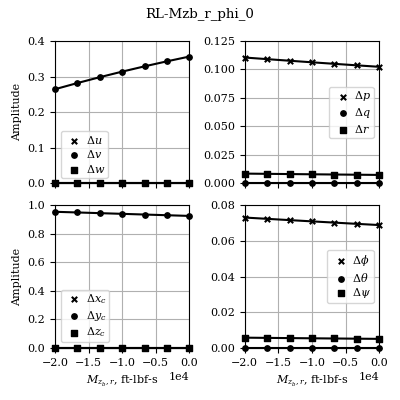 RL-Mzb_r_phi_0
Amplitude
0.4
0.3
0.2
0.1
0.0
Δu
Δv
Δw
0.125
0.100
0.075
0.050
0.025
0.000
Δp
Δq
Δr
Amplitude
1.0
0.8
0.6
0.4
0.2
0.0
Δx_c
Δy_c
Δz_c
−2.0 −1.5 −1.0 −0.5 0.0
M_{z_b,r}, ft-lbf-s 1e4
0.08
0.06
0.04
0.02
0.00
Δϕ
Δθ
Δψ
−2.0 −1.5 −1.0 −0.5 0.0
M_{z_b,r}, ft-lbf-s 1e4